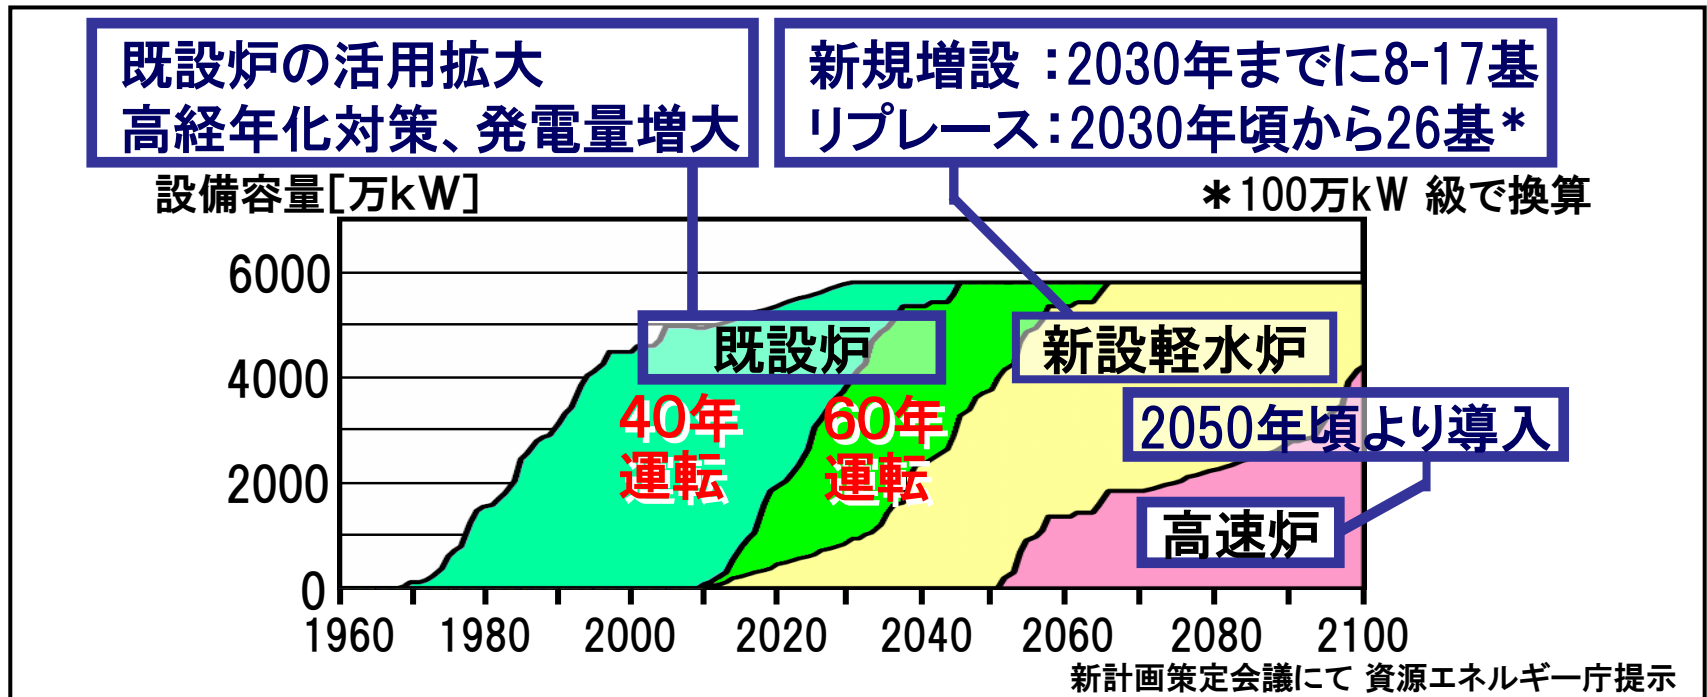 既設炉の活用拡大
高経年化対策、発電量増大
新規増設：2030年までに8-17基
リプレース：2030年頃から26基*
設備容量[万kW]
*100万kW 級で換算
6000
4000
2000
0
既設炉
新設軽水炉
40年
運転
60年
運転
2050年頃より導入
高速炉
1960 1980 2000 2020 2040 2060 2080 2100
新計画策定会議にて 資源エネルギー庁提示